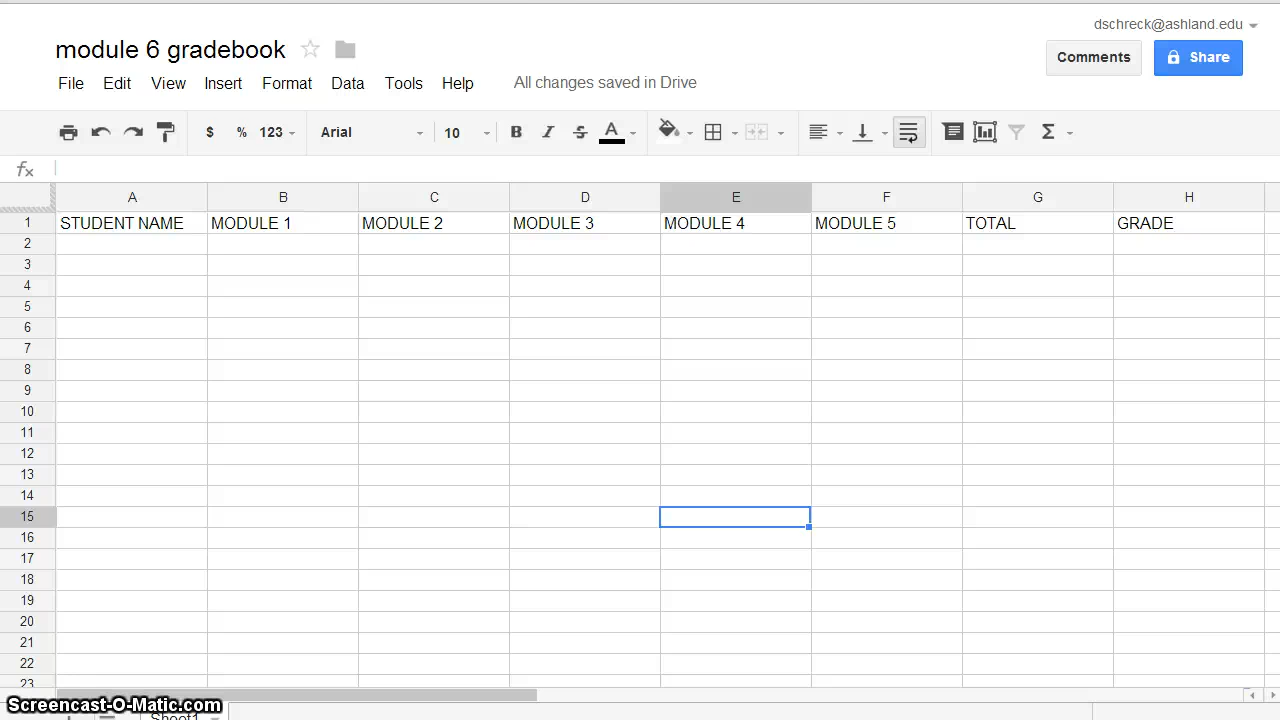 dschreck@ashland.edu
module 6 gradebook
Comments
Share
File Edit View Insert Format Data Tools Help All changes saved in Drive
$ % 123 Arial 10 B I S A Σ
fx
A B C D E F G H
1 STUDENT NAME MODULE 1 MODULE 2 MODULE 3 MODULE 4 MODULE 5 TOTAL GRADE
2
3
4
5
6
7
8
9
10
11
12
13
14
15
16
17
18
19
20
21
22
23
Screencast-O-Matic.com
Sheet1